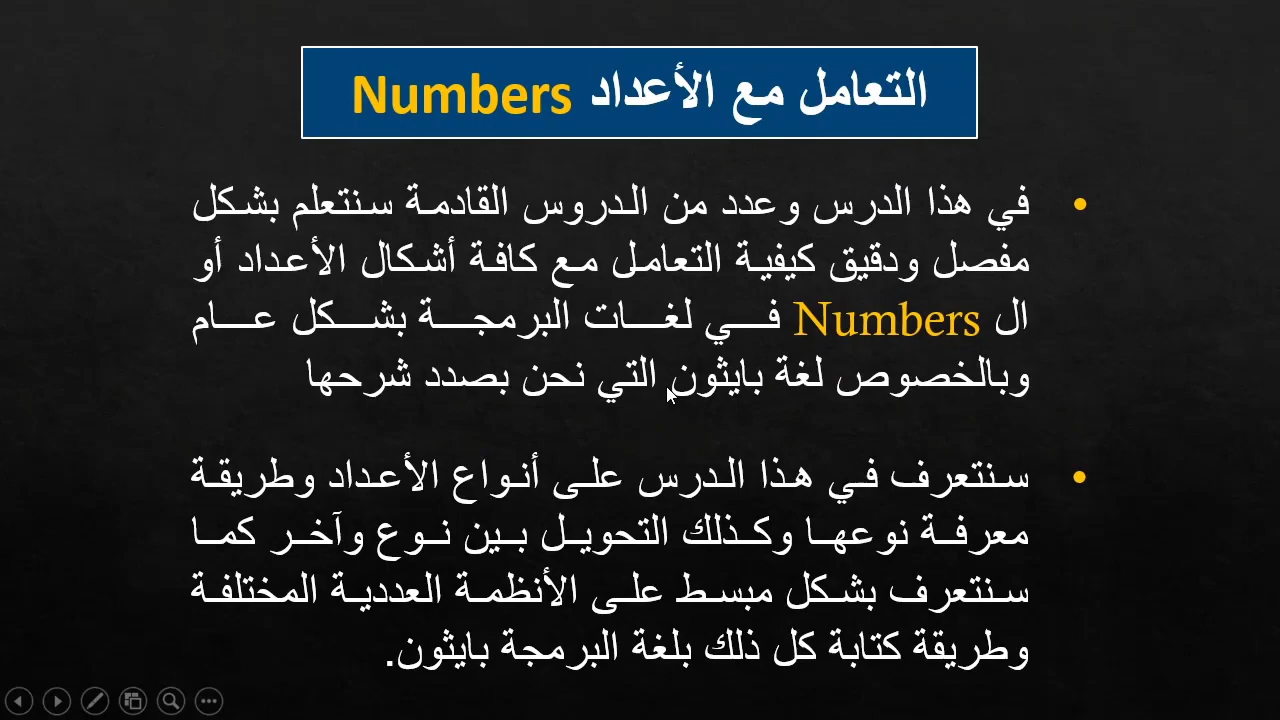 التعامل مع الأعداد Numbers
في هذا الدرس وعدد من الدروس القادمة سنتعلم بشكل
مفصل ودقيق كيفية التعامل مع كافة أشكال الأعداد أو
ال Numbers في لغات البرمجة بشكل عام
وبالخصوص لغة بايثون التي نحن بصدد شرحها
سنتعرف في هذا الدرس على أنواع الأعداد وطريقة
معرفة نوعها وكذلك التحويل بين نوع وآخر كما
سنتعرف بشكل مبسط على الأنظمة العددية المختلفة
وطريقة كتابة كل ذلك بلغة البرمجة بايثون.